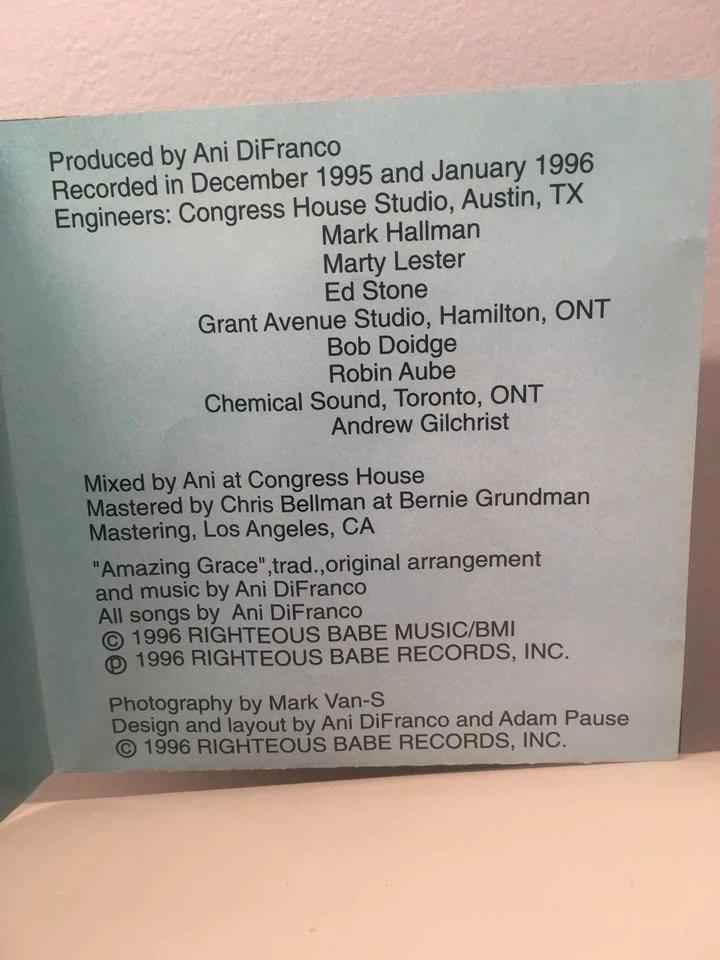 Produced by Ani DiFranco
Recorded in December 1995 and January 1996
Engineers: Congress House Studio, Austin, TX
Mark Hallman
Marty Lester
Ed Stone
Grant Avenue Studio, Hamilton, ONT
Bob Doidge
Robin Aube
Chemical Sound, Toronto, ONT
Andrew Gilchrist
Mixed by Ani at Congress House
Mastered by Chris Bellman at Bernie Grundman
Mastering, Los Angeles, CA
"Amazing Grace",trad.,original arrangement
and music by Ani DiFranco
All songs by Ani DiFranco
© 1996 RIGHTEOUS BABE MUSIC/BMI
℗ 1996 RIGHTEOUS BABE RECORDS, INC.
Photography by Mark Van-S
Design and layout by Ani DiFranco and Adam Pause
© 1996 RIGHTEOUS BABE RECORDS, INC.